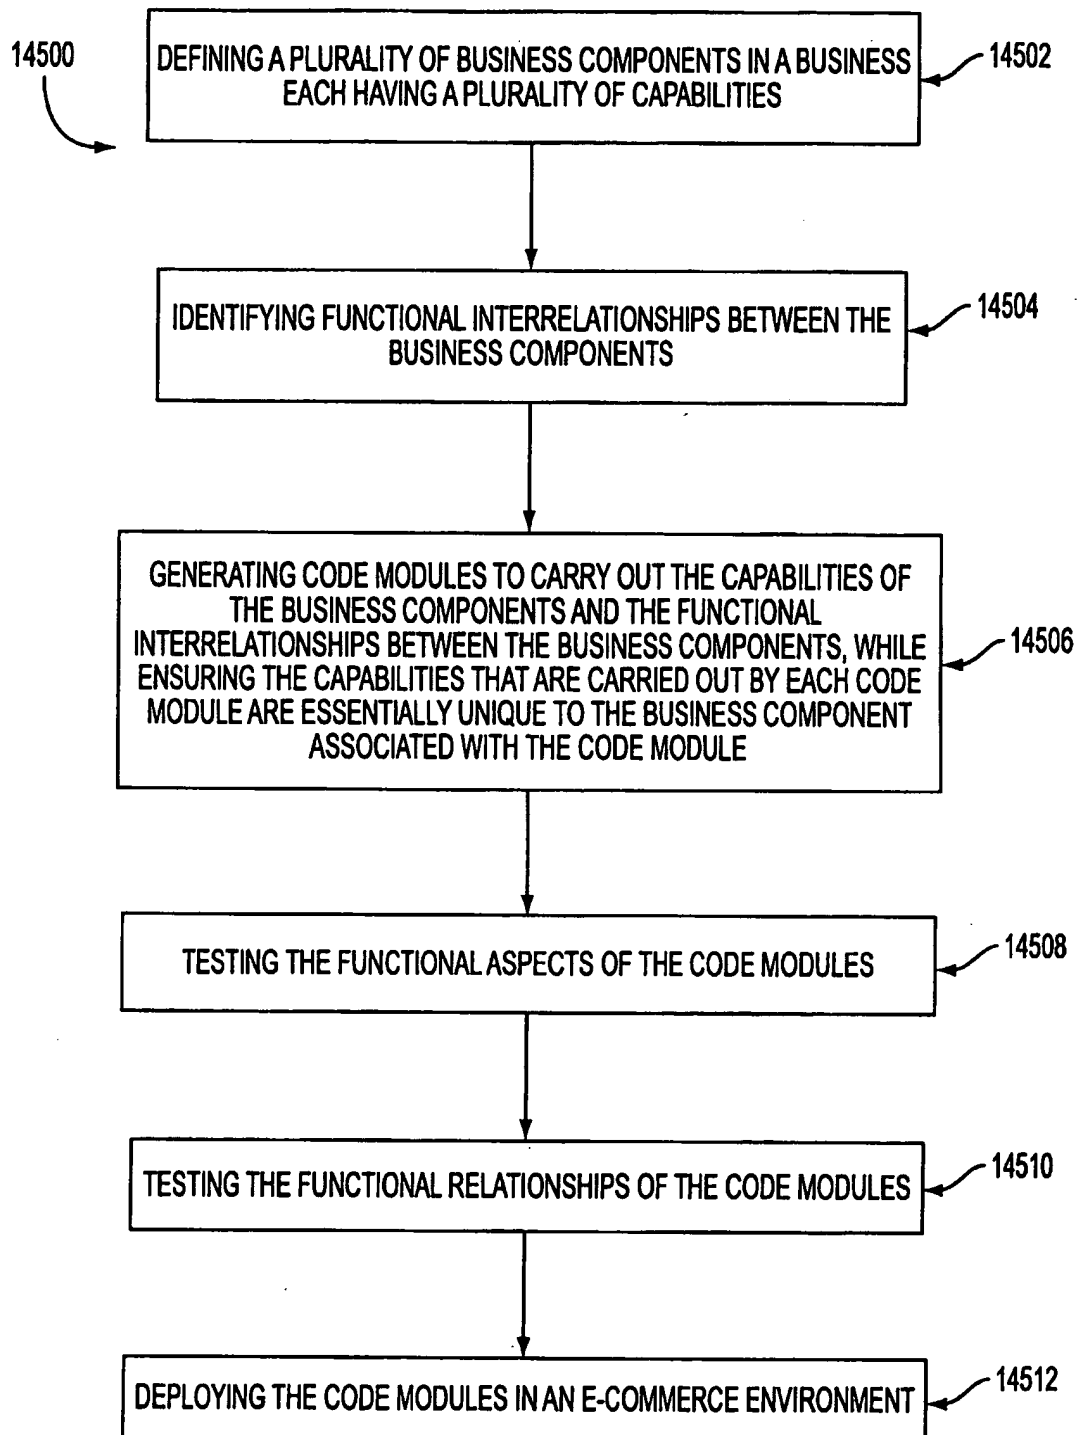 14500
DEFINING A PLURALITY OF BUSINESS COMPONENTS IN A BUSINESS
EACH HAVING A PLURALITY OF CAPABILITIES
14502
IDENTIFYING FUNCTIONAL INTERRELATIONSHIPS BETWEEN THE
BUSINESS COMPONENTS
14504
GENERATING CODE MODULES TO CARRY OUT THE CAPABILITIES OF
THE BUSINESS COMPONENTS AND THE FUNCTIONAL
INTERRELATIONSHIPS BETWEEN THE BUSINESS COMPONENTS, WHILE
ENSURING THE CAPABILITIES THAT ARE CARRIED OUT BY EACH CODE
MODULE ARE ESSENTIALLY UNIQUE TO THE BUSINESS COMPONENT
ASSOCIATED WITH THE CODE MODULE
14506
TESTING THE FUNCTIONAL ASPECTS OF THE CODE MODULES
14508
TESTING THE FUNCTIONAL RELATIONSHIPS OF THE CODE MODULES
14510
DEPLOYING THE CODE MODULES IN AN E-COMMERCE ENVIRONMENT
14512